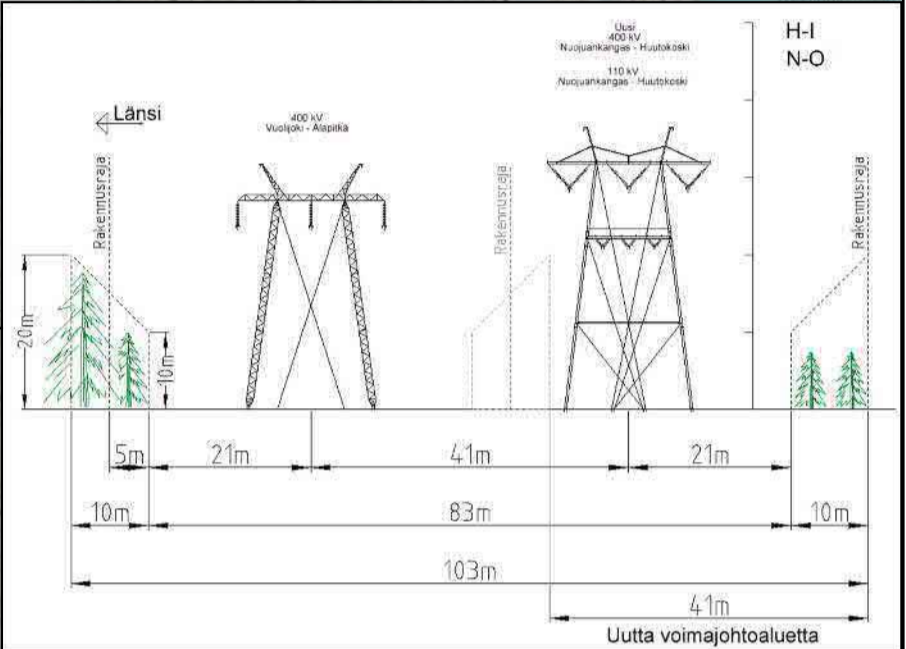 Uusi
400 kV
Nuojuankangas - Huutokoski
110 kV
Nuojuankangas - Huutokoski
H-I
N-O
Länsi
400 kV
Vuolijoki - Alapitkä
Rakennusraja
Rakennusraja
Rakennusraja
20m
10m
5m
21m
41m
21m
10m
83m
10m
103m
41m
Uutta voimajohtoaluetta